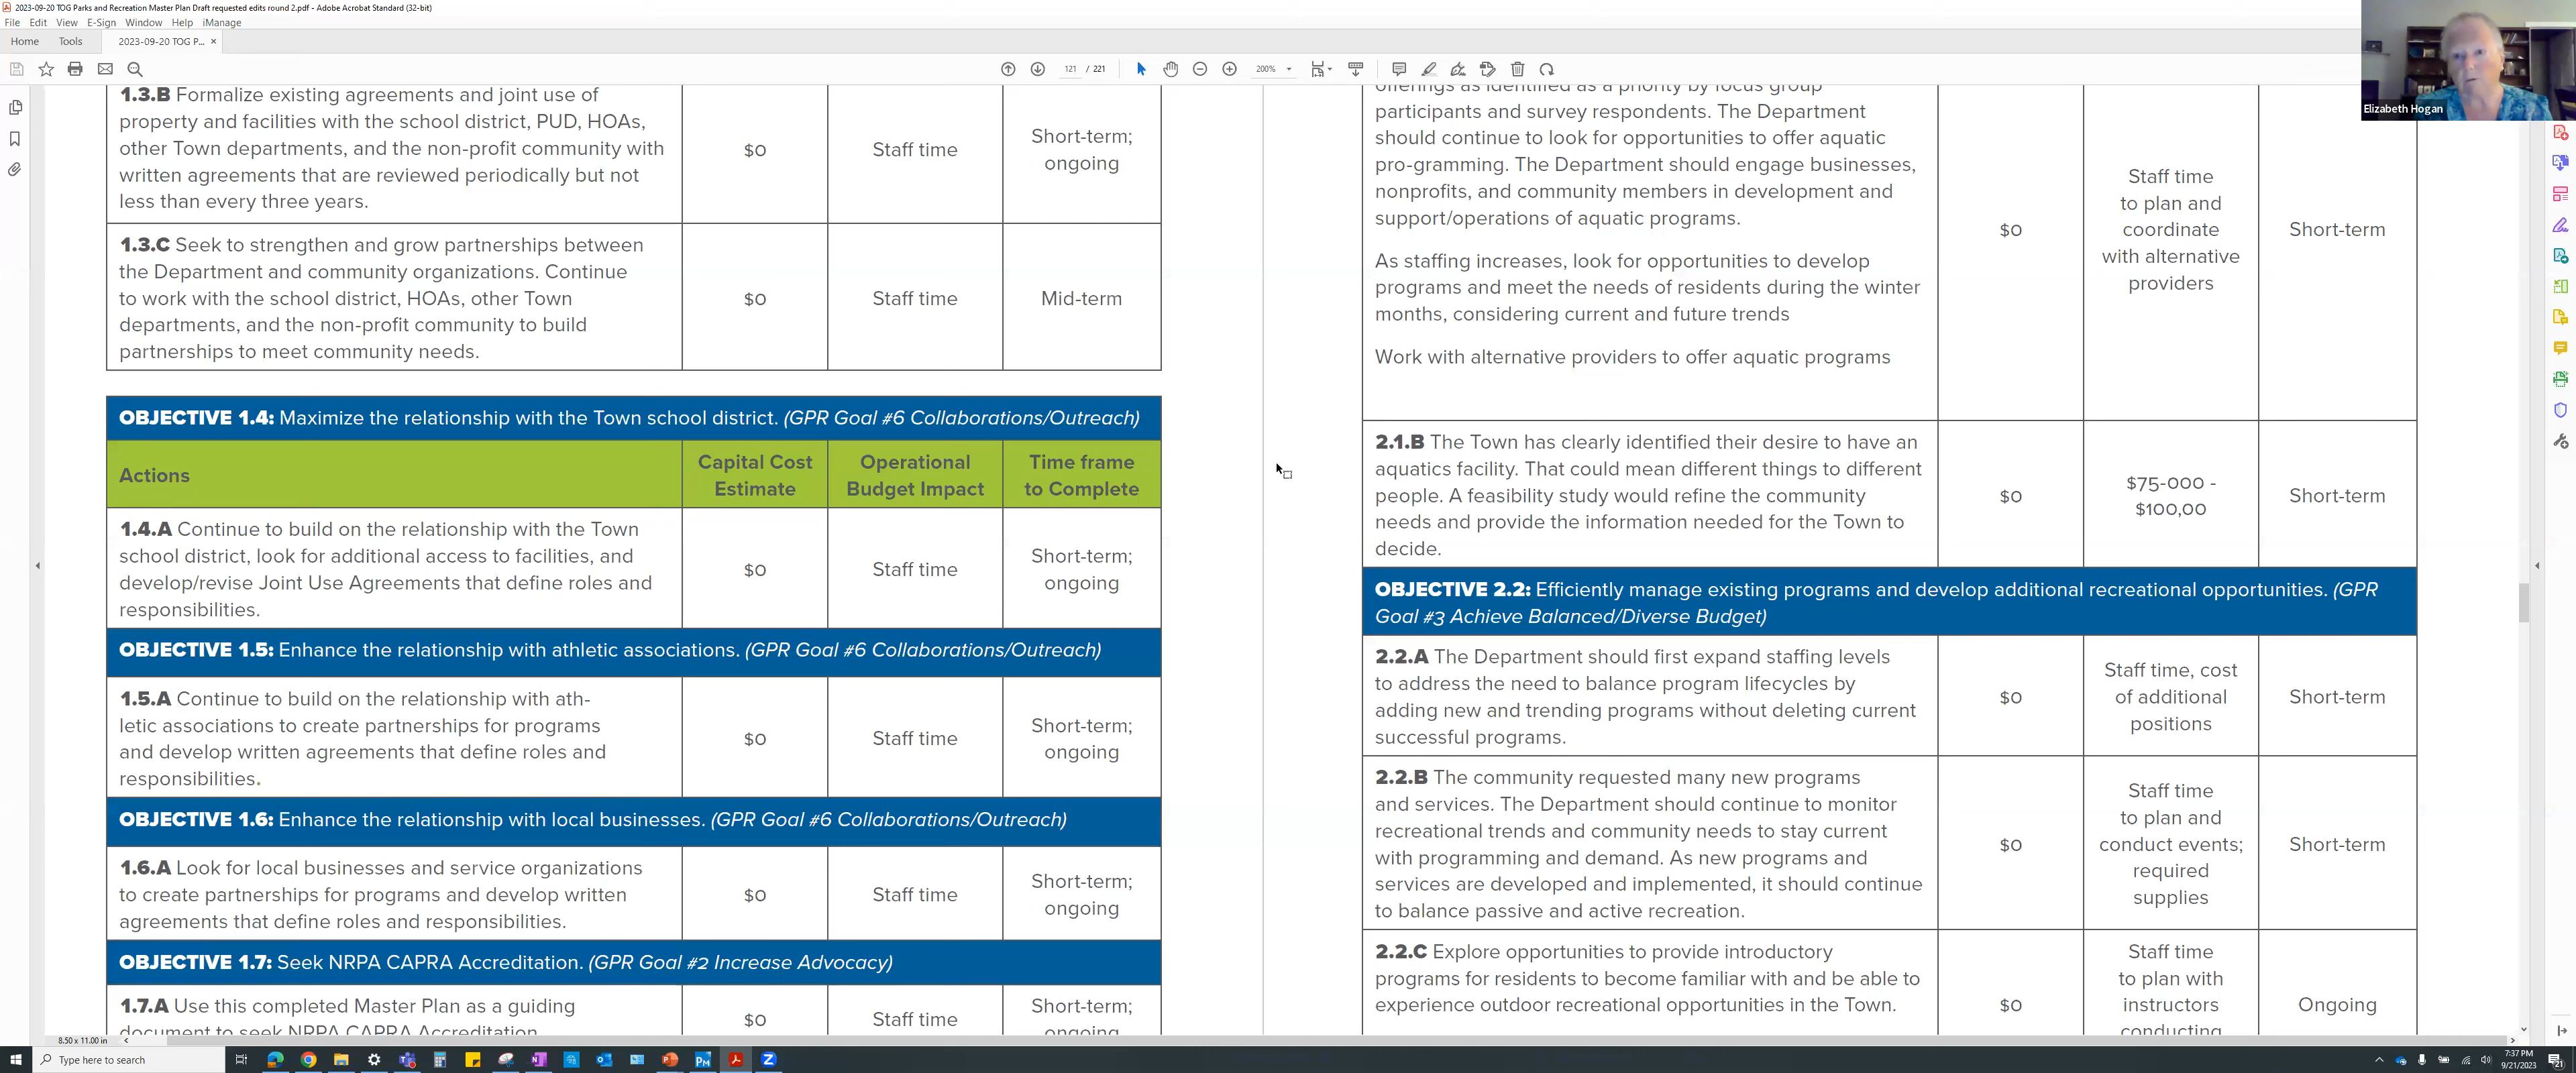 2023-09-20 TOG Parks and Recreation Master Plan Draft requested edits round 2.pdf - Adobe Acrobat Standard (32-bit)
File Edit View E-Sign Window Help iManage
Home Tools 2023-09-20 TOG P... ×
121 / 221 200%
Elizabeth Hogan
1.3.B Formalize existing agreements and joint use of
property and facilities with the school district, PUD, HOAs,
other Town departments, and the non-profit community with
written agreements that are reviewed periodically but not
less than every three years.
$0
Staff time
Short-term;
ongoing
1.3.C Seek to strengthen and grow partnerships between
the Department and community organizations. Continue
to work with the school district, HOAs, other Town
departments, and the non-profit community to build
partnerships to meet community needs.
$0
Staff time
Mid-term
OBJECTIVE 1.4: Maximize the relationship with the Town school district. (GPR Goal #6 Collaborations/Outreach)
Actions
Capital Cost
Estimate
Operational
Budget Impact
Time frame
to Complete
1.4.A Continue to build on the relationship with the Town
school district, look for additional access to facilities, and
develop/revise Joint Use Agreements that define roles and
responsibilities.
$0
Staff time
Short-term;
ongoing
OBJECTIVE 1.5: Enhance the relationship with athletic associations. (GPR Goal #6 Collaborations/Outreach)
1.5.A Continue to build on the relationship with ath-
letic associations to create partnerships for programs
and develop written agreements that define roles and
responsibilities.
$0
Staff time
Short-term;
ongoing
OBJECTIVE 1.6: Enhance the relationship with local businesses. (GPR Goal #6 Collaborations/Outreach)
1.6.A Look for local businesses and service organizations
to create partnerships for programs and develop written
agreements that define roles and responsibilities.
$0
Staff time
Short-term;
ongoing
OBJECTIVE 1.7: Seek NRPA CAPRA Accreditation. (GPR Goal #2 Increase Advocacy)
1.7.A Use this completed Master Plan as a guiding
document to seek NRPA CAPRA Accreditation
$0
Staff time
Short-term;
ongoing
offerings as identified as a priority by focus group
participants and survey respondents. The Department
should continue to look for opportunities to offer aquatic
pro-gramming. The Department should engage businesses,
nonprofits, and community members in development and
support/operations of aquatic programs.
As staffing increases, look for opportunities to develop
programs and meet the needs of residents during the winter
months, considering current and future trends
Work with alternative providers to offer aquatic programs
$0
Staff time
to plan and
coordinate
with alternative
providers
Short-term
2.1.B The Town has clearly identified their desire to have an
aquatics facility. That could mean different things to different
people. A feasibility study would refine the community
needs and provide the information needed for the Town to
decide.
$0
$75-000 -
$100,00
Short-term
OBJECTIVE 2.2: Efficiently manage existing programs and develop additional recreational opportunities. (GPR
Goal #3 Achieve Balanced/Diverse Budget)
2.2.A The Department should first expand staffing levels
to address the need to balance program lifecycles by
adding new and trending programs without deleting current
successful programs.
$0
Staff time, cost
of additional
positions
Short-term
2.2.B The community requested many new programs
and services. The Department should continue to monitor
recreational trends and community needs to stay current
with programming and demand. As new programs and
services are developed and implemented, it should continue
to balance passive and active recreation.
$0
Staff time
to plan and
conduct events;
required
supplies
Short-term
2.2.C Explore opportunities to provide introductory
programs for residents to become familiar with and be able to
experience outdoor recreational opportunities in the Town.
$0
Staff time
to plan with
instructors
conducting
Ongoing
8.50 x 11.00 in
Type here to search
7:37 PM
9/21/2023